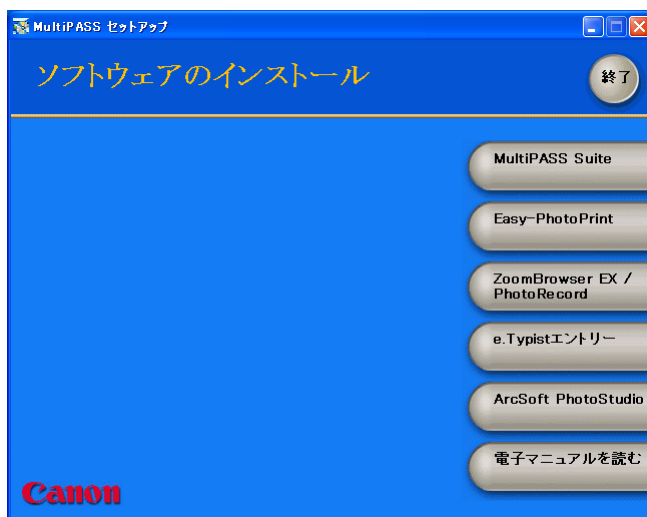 MultiPASS セットアップ
ソフトウェアのインストール
終了
MultiPASS Suite
Easy-PhotoPrint
ZoomBrowser EX /
PhotoRecord
e.Typistエントリー
ArcSoft PhotoStudio
電子マニュアルを読む
Canon